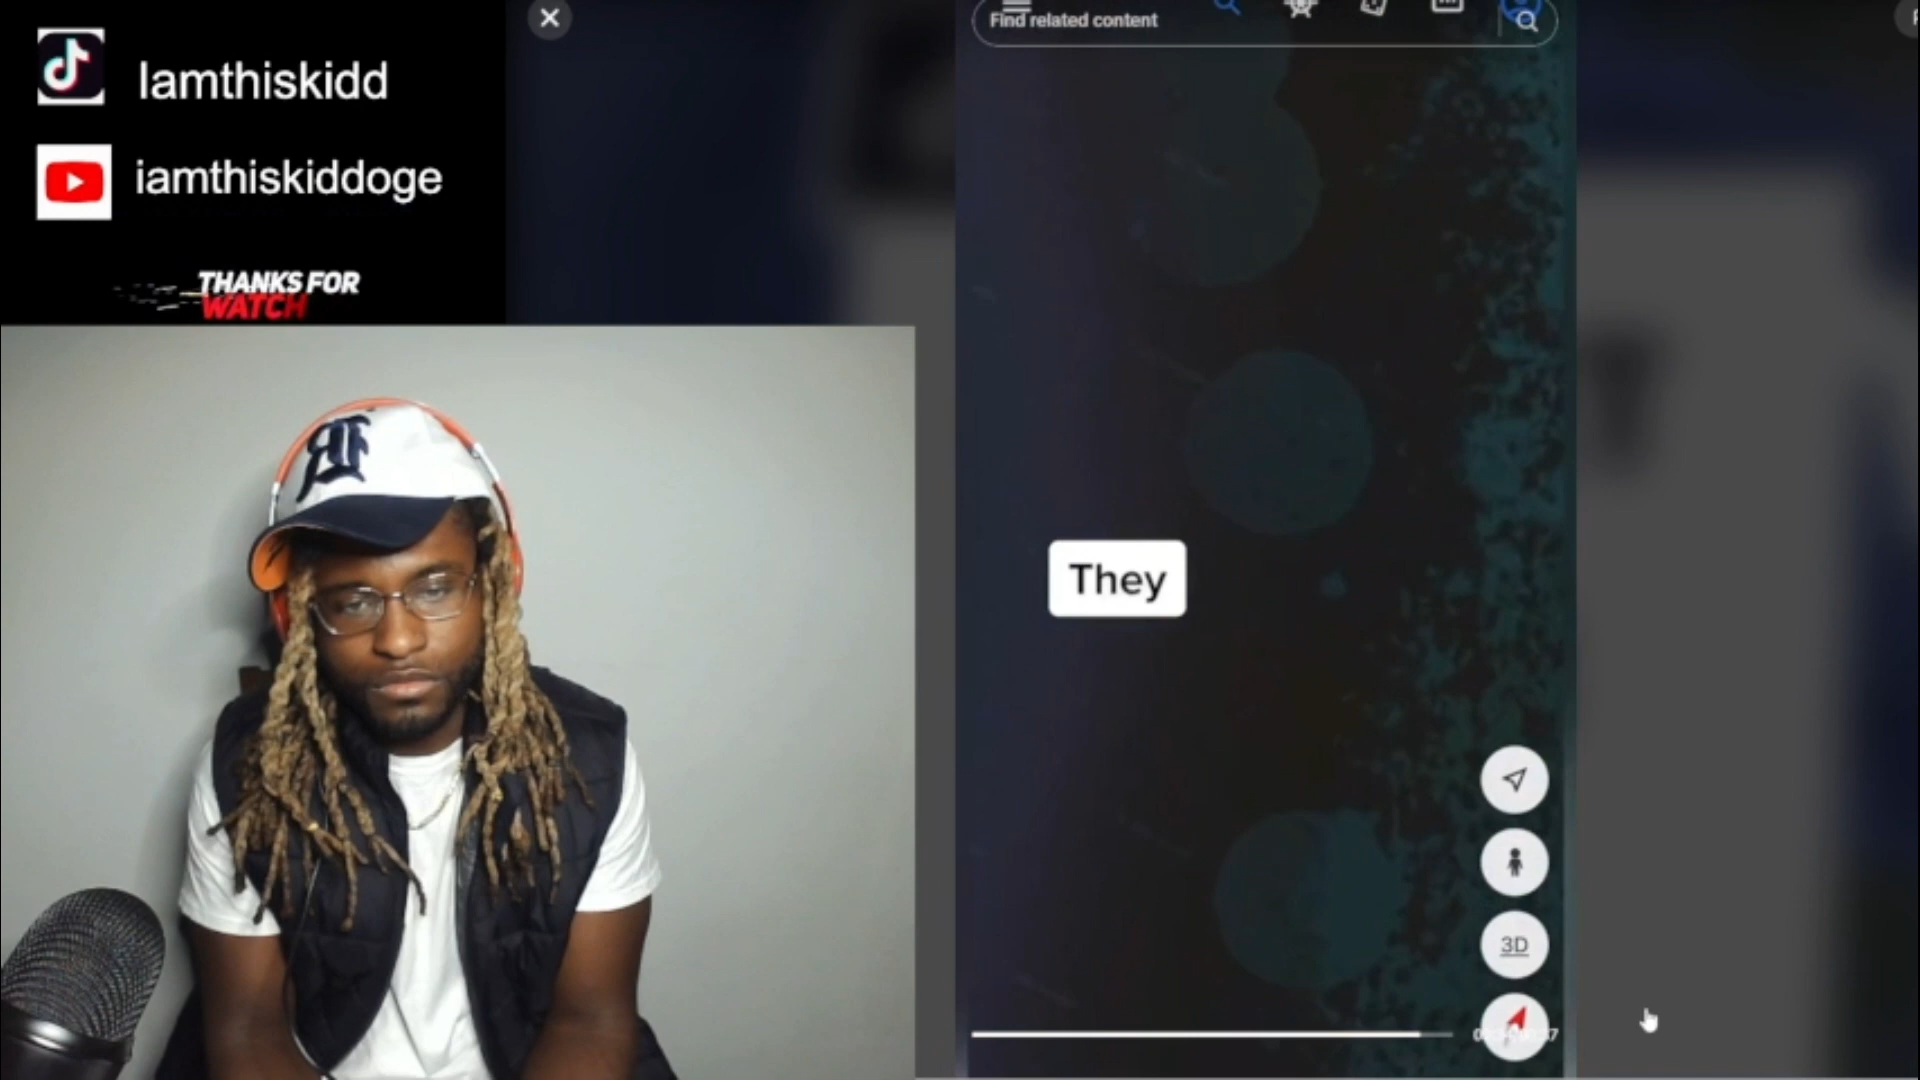 Iamthiskidd
iamthiskiddoge
THANKS FOR
WATCH
Find related content
They
3D